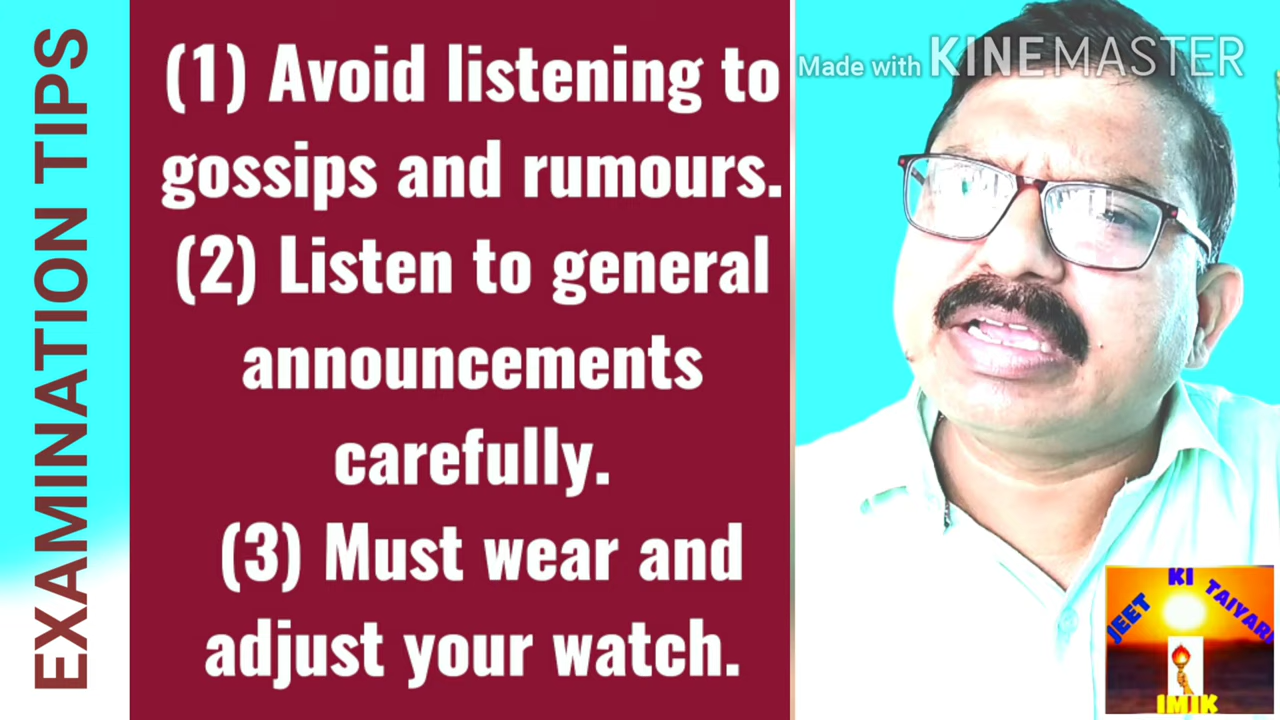 EXAMINATION TIPS
(1) Avoid listening to
gossips and rumours.
(2) Listen to general
announcements
carefully.
(3) Must wear and
adjust your watch.
Made with KINEMASTER
JEET KI TAIYARI
IMJK